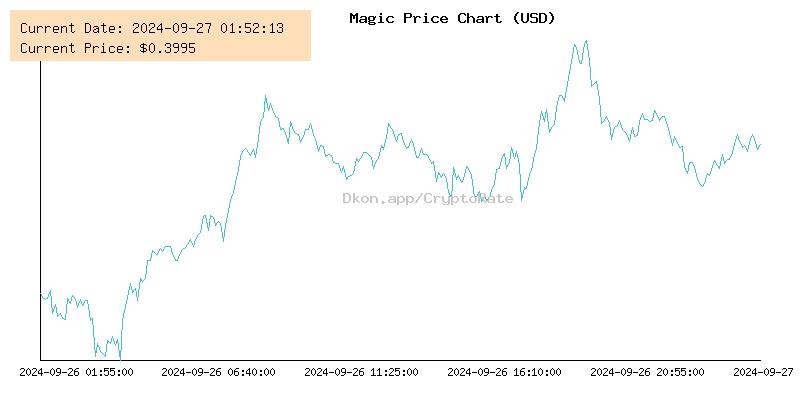 Magic Price Chart (USD)
Current Date: 2024-09-27 01:52:13
Current Price: $0.3995
Dkon.app/CryptoRate
2024-09-26 01:55:00 2024-09-26 06:40:00 2024-09-26 11:25:00 2024-09-26 16:10:00 2024-09-26 20:55:00 2024-09-27